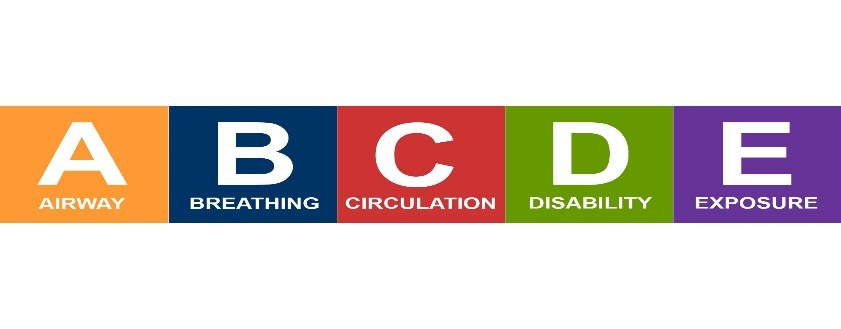 A B C D E
AIRWAY BREATHING CIRCULATION DISABILITY EXPOSURE